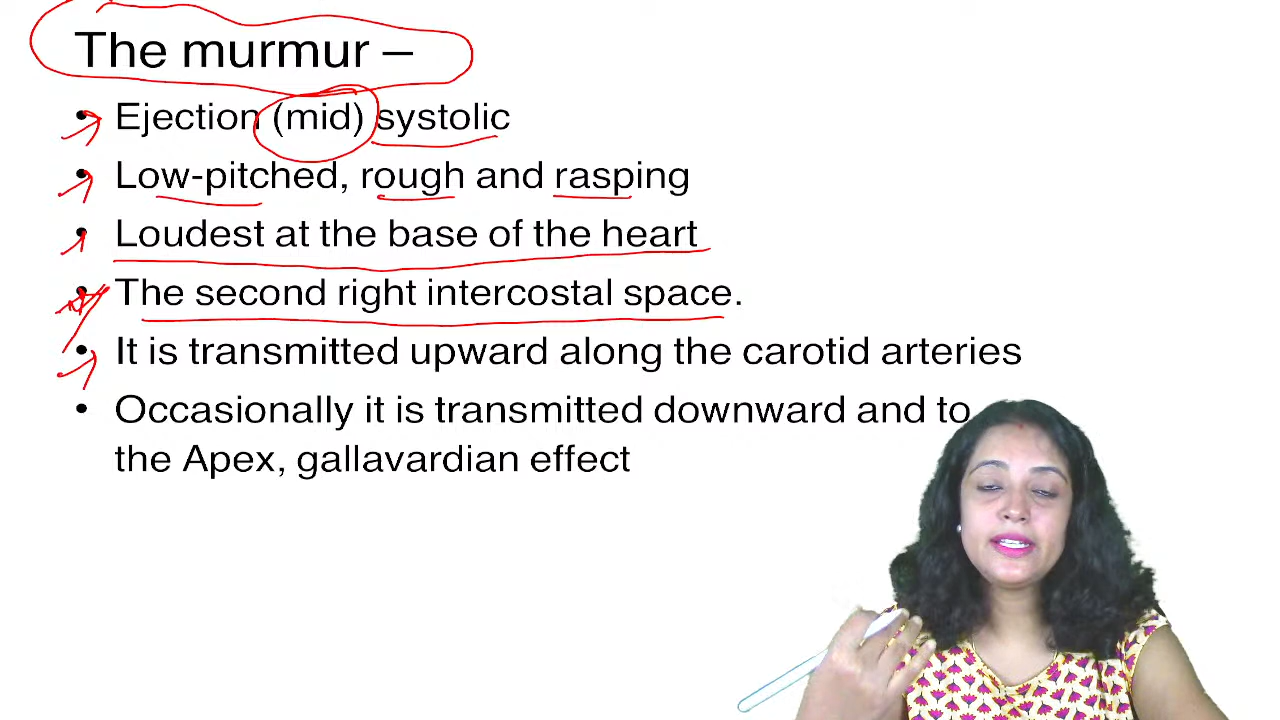 The murmur –
• Ejection (mid) systolic
• Low-pitched, rough and rasping
• Loudest at the base of the heart
• The second right intercostal space.
• It is transmitted upward along the carotid arteries
• Occasionally it is transmitted downward and to
the Apex, gallavardian effect